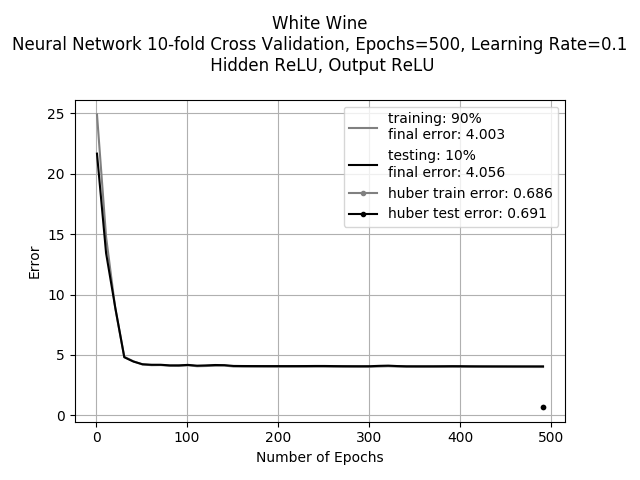 White Wine
Neural Network 10-fold Cross Validation, Epochs=500, Learning Rate=0.1
Hidden ReLU, Output ReLU
25
20
15
10
5
0
Error
training: 90%
final error: 4.003
testing: 10%
final error: 4.056
huber train error: 0.686
huber test error: 0.691
0 100 200 300 400 500
Number of Epochs